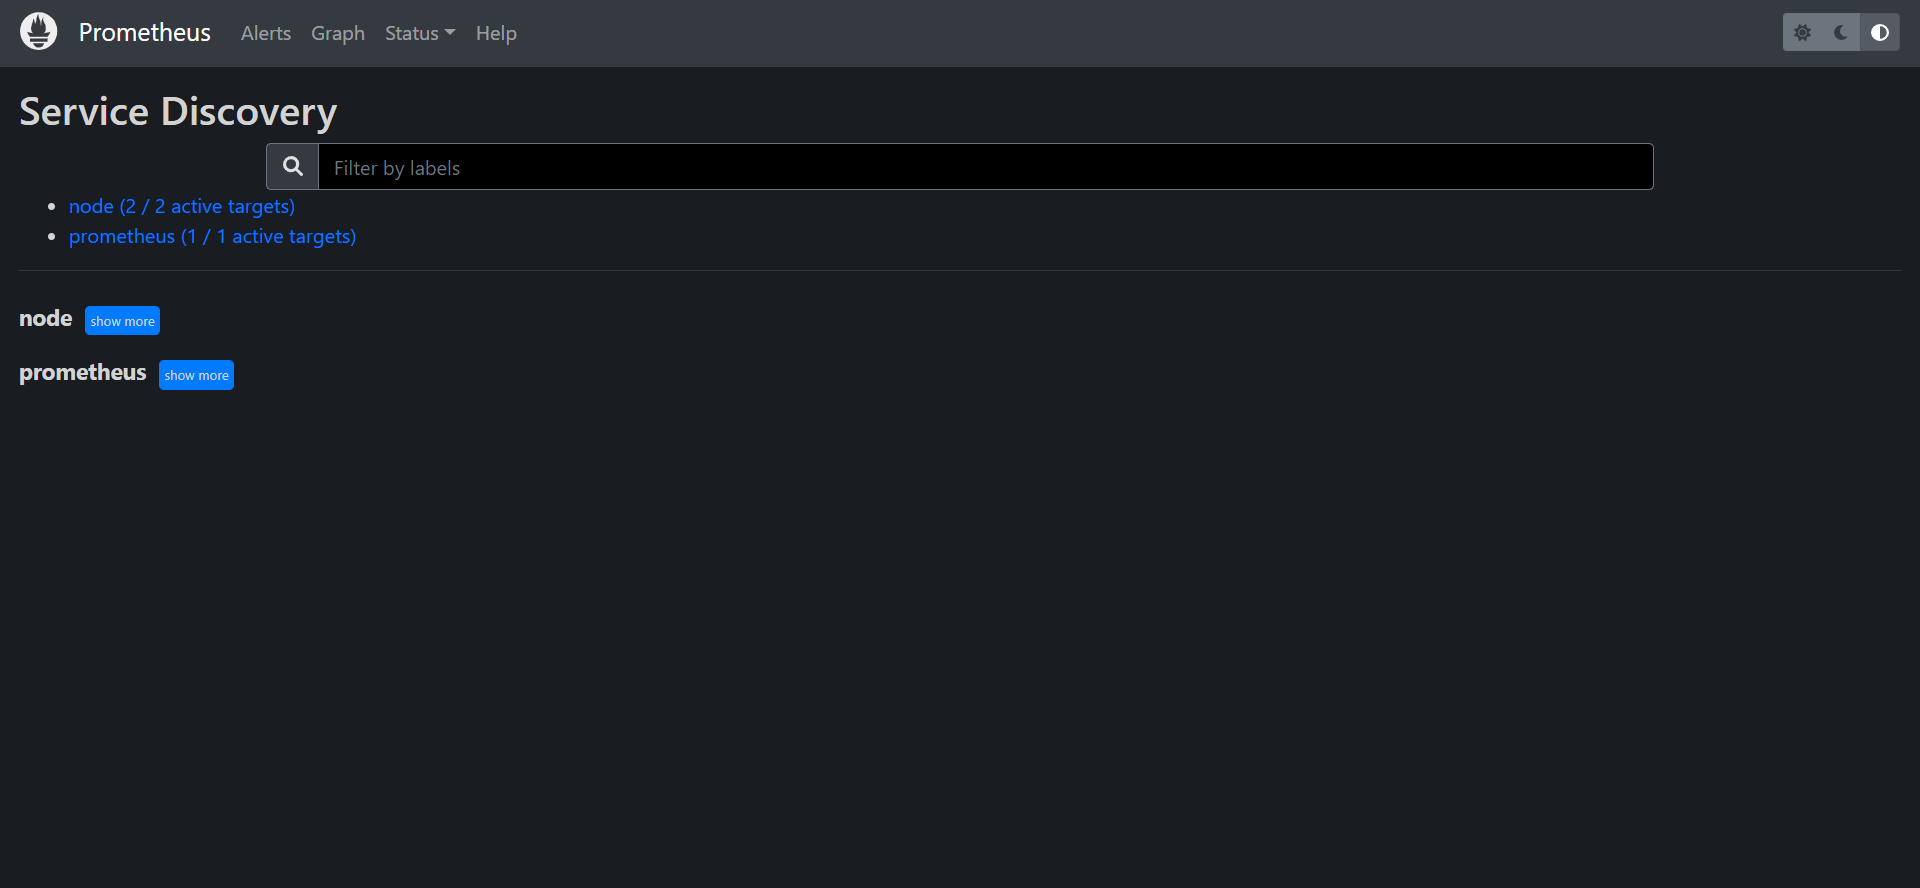 Prometheus Alerts Graph Status Help
Service Discovery
Filter by labels
node (2 / 2 active targets)
prometheus (1 / 1 active targets)
node show more
prometheus show more